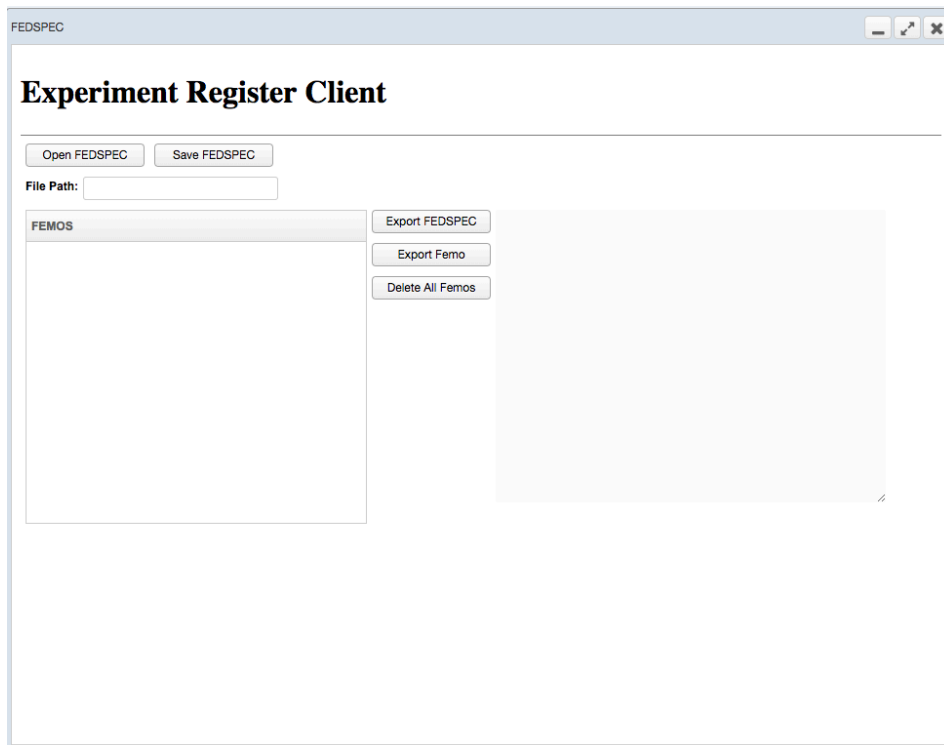 FEDSPEC
Experiment Register Client
Open FEDSPEC Save FEDSPEC
File Path:
FEMOS
Export FEDSPEC
Export Femo
Delete All Femos